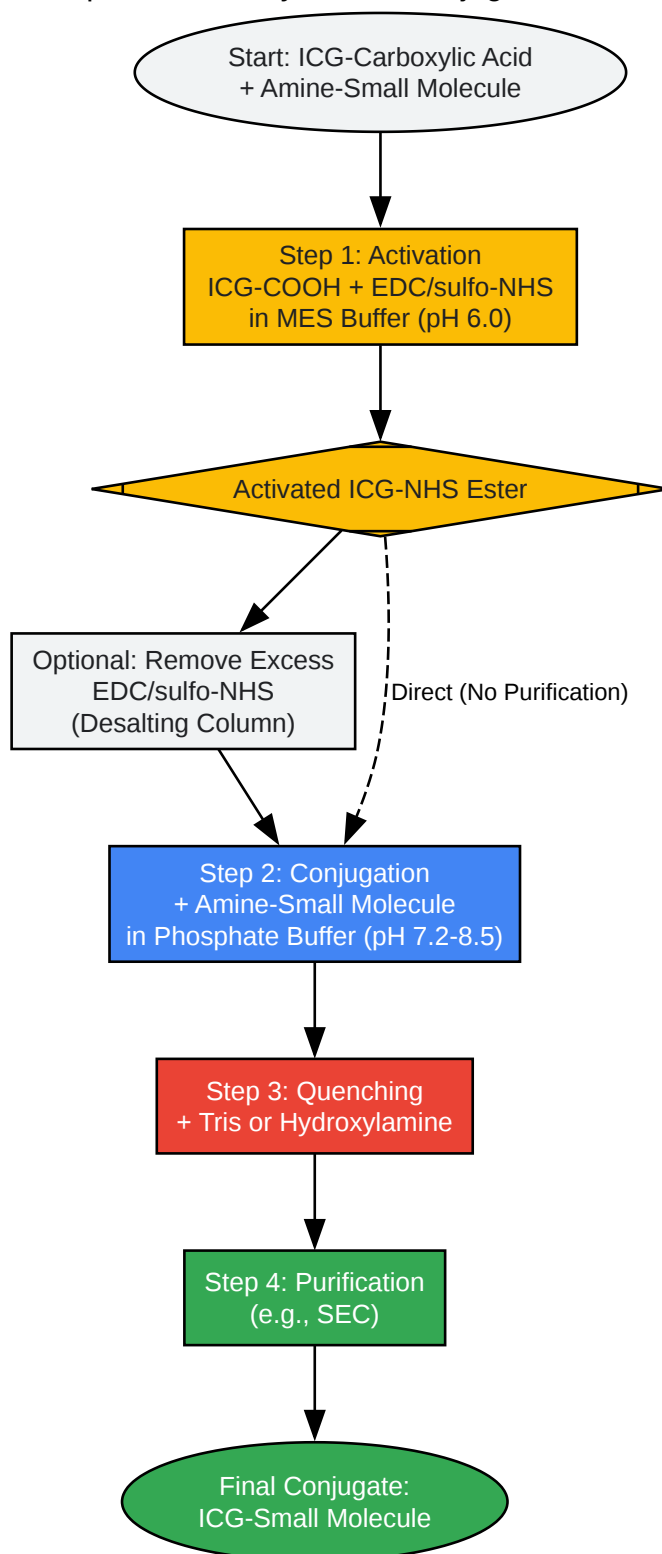 Start: ICG-Carboxylic Acid
+ Amine-Small Molecule
Step 1: Activation
ICG-COOH + EDC/sulfo-NHS
in MES Buffer (pH 6.0)
Activated ICG-NHS Ester
Optional: Remove Excess
EDC/sulfo-NHS
(Desalting Column)
Direct (No Purification)
Step 2: Conjugation
+ Amine-Small Molecule
in Phosphate Buffer (pH 7.2-8.5)
Step 3: Quenching
+ Tris or Hydroxylamine
Step 4: Purification
(e.g., SEC)
Final Conjugate:
ICG-Small Molecule